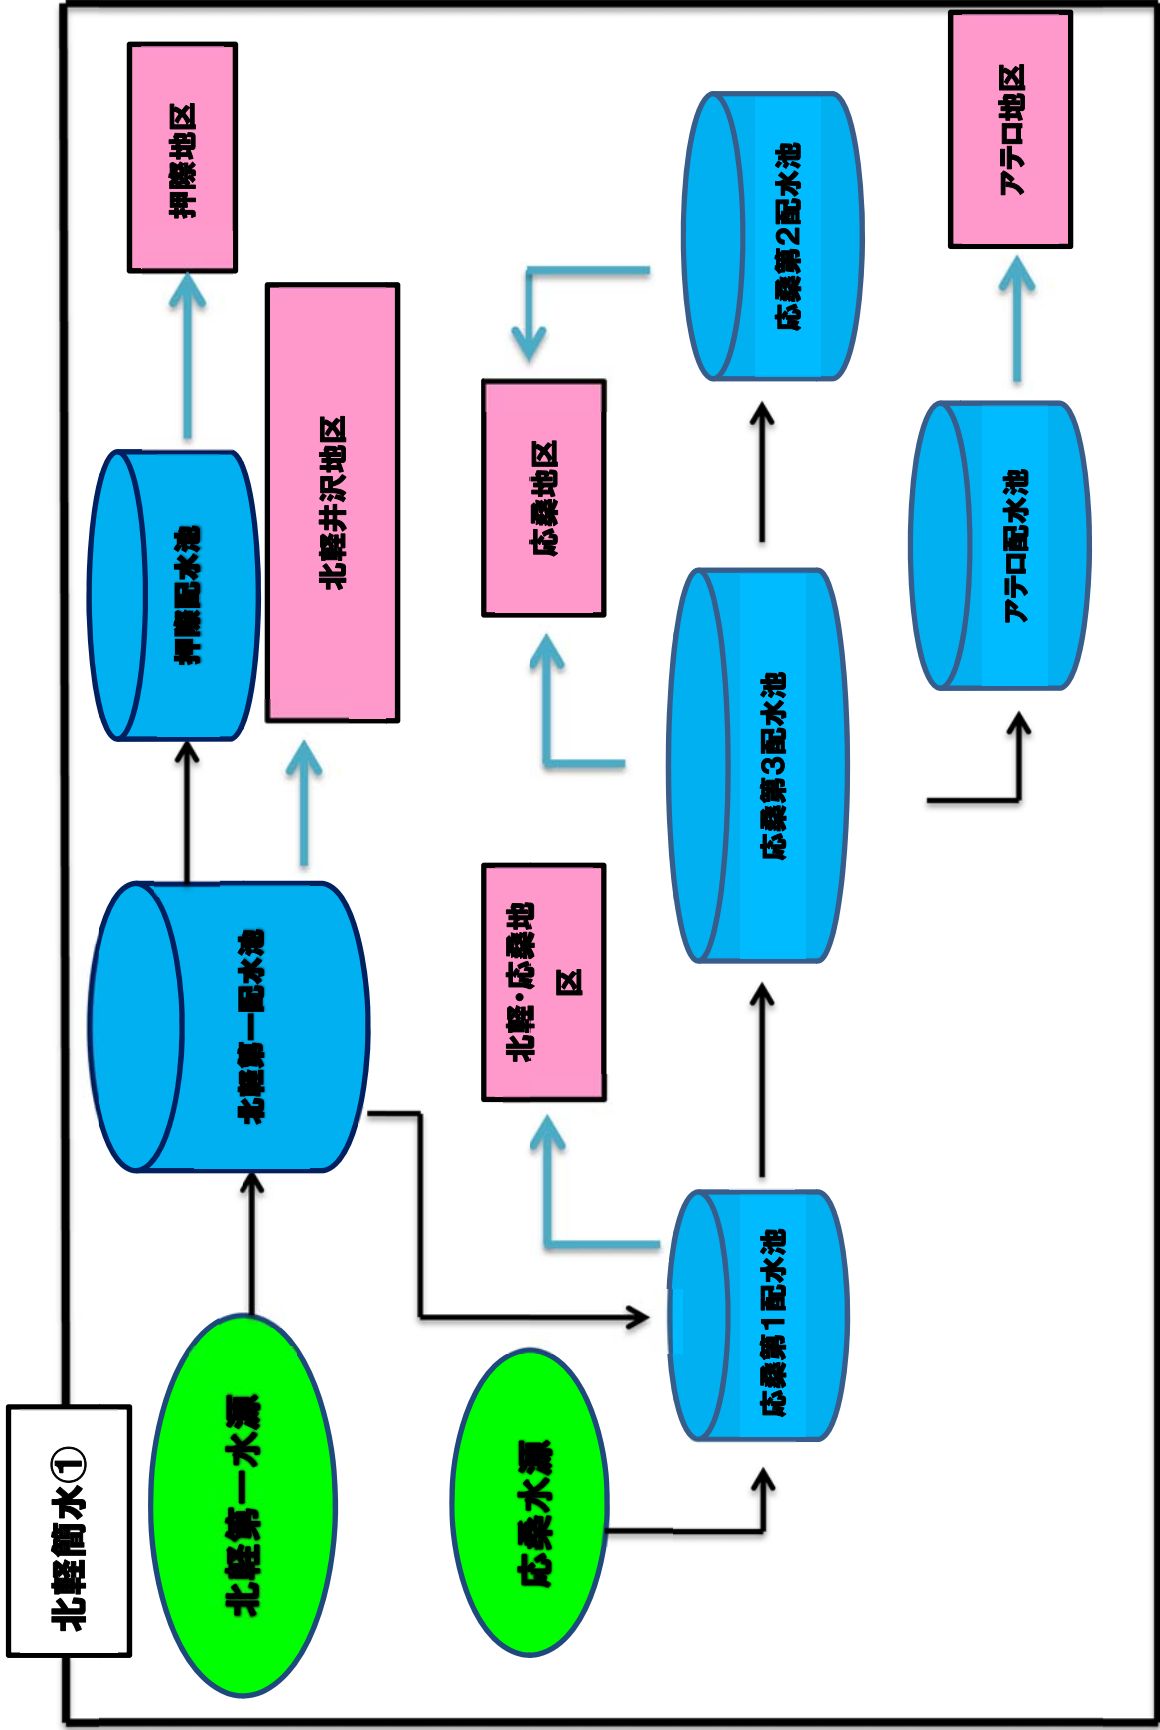 北軽簡水①
北軽第一水源
北軽第一配水池
押際配水池
押際地区
北軽井沢地区
応桑水源
北軽・応桑地
区
応桑地区
応桑第1配水池
応桑第3配水池
応桑第2配水池
アテロ配水池
アテロ地区